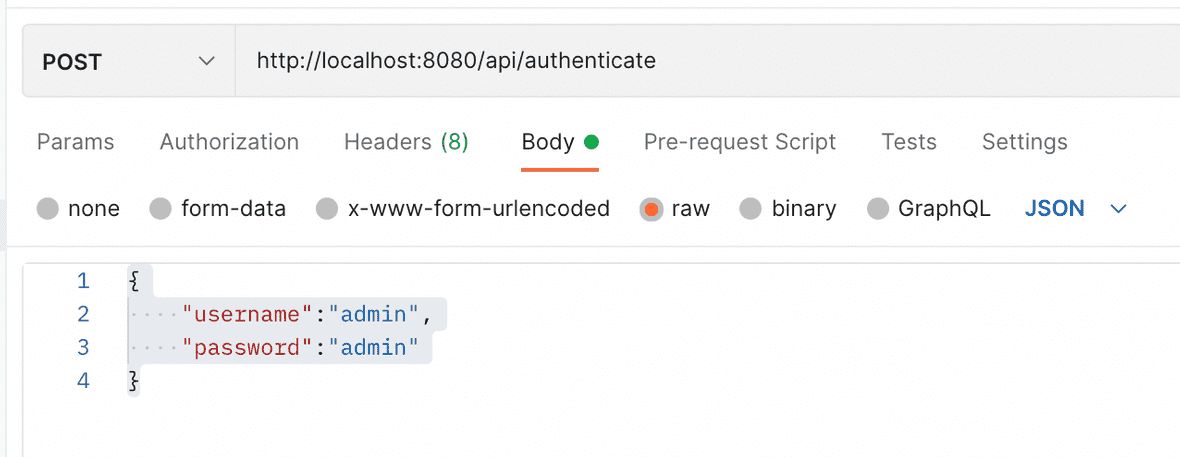 POST http://localhost:8080/api/authenticate
Params Authorization Headers (8) Body Pre-request Script Tests Settings
none form-data x-www-form-urlencoded raw binary GraphQL JSON
1 {
2 ····"username":"admin",
3 ····"password":"admin"
4 }